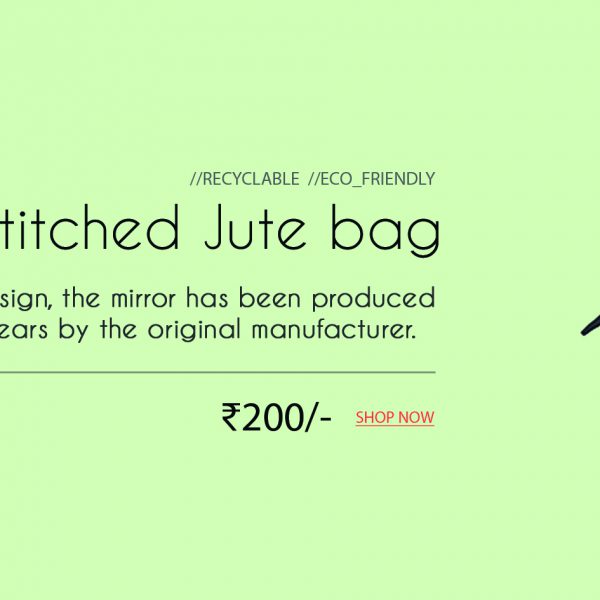 //RECYCLABLE //ECO_FRIENDLY
titched Jute bag
sign, the mirror has been produced
ears by the original manufacturer.
₹200/- SHOP NOW